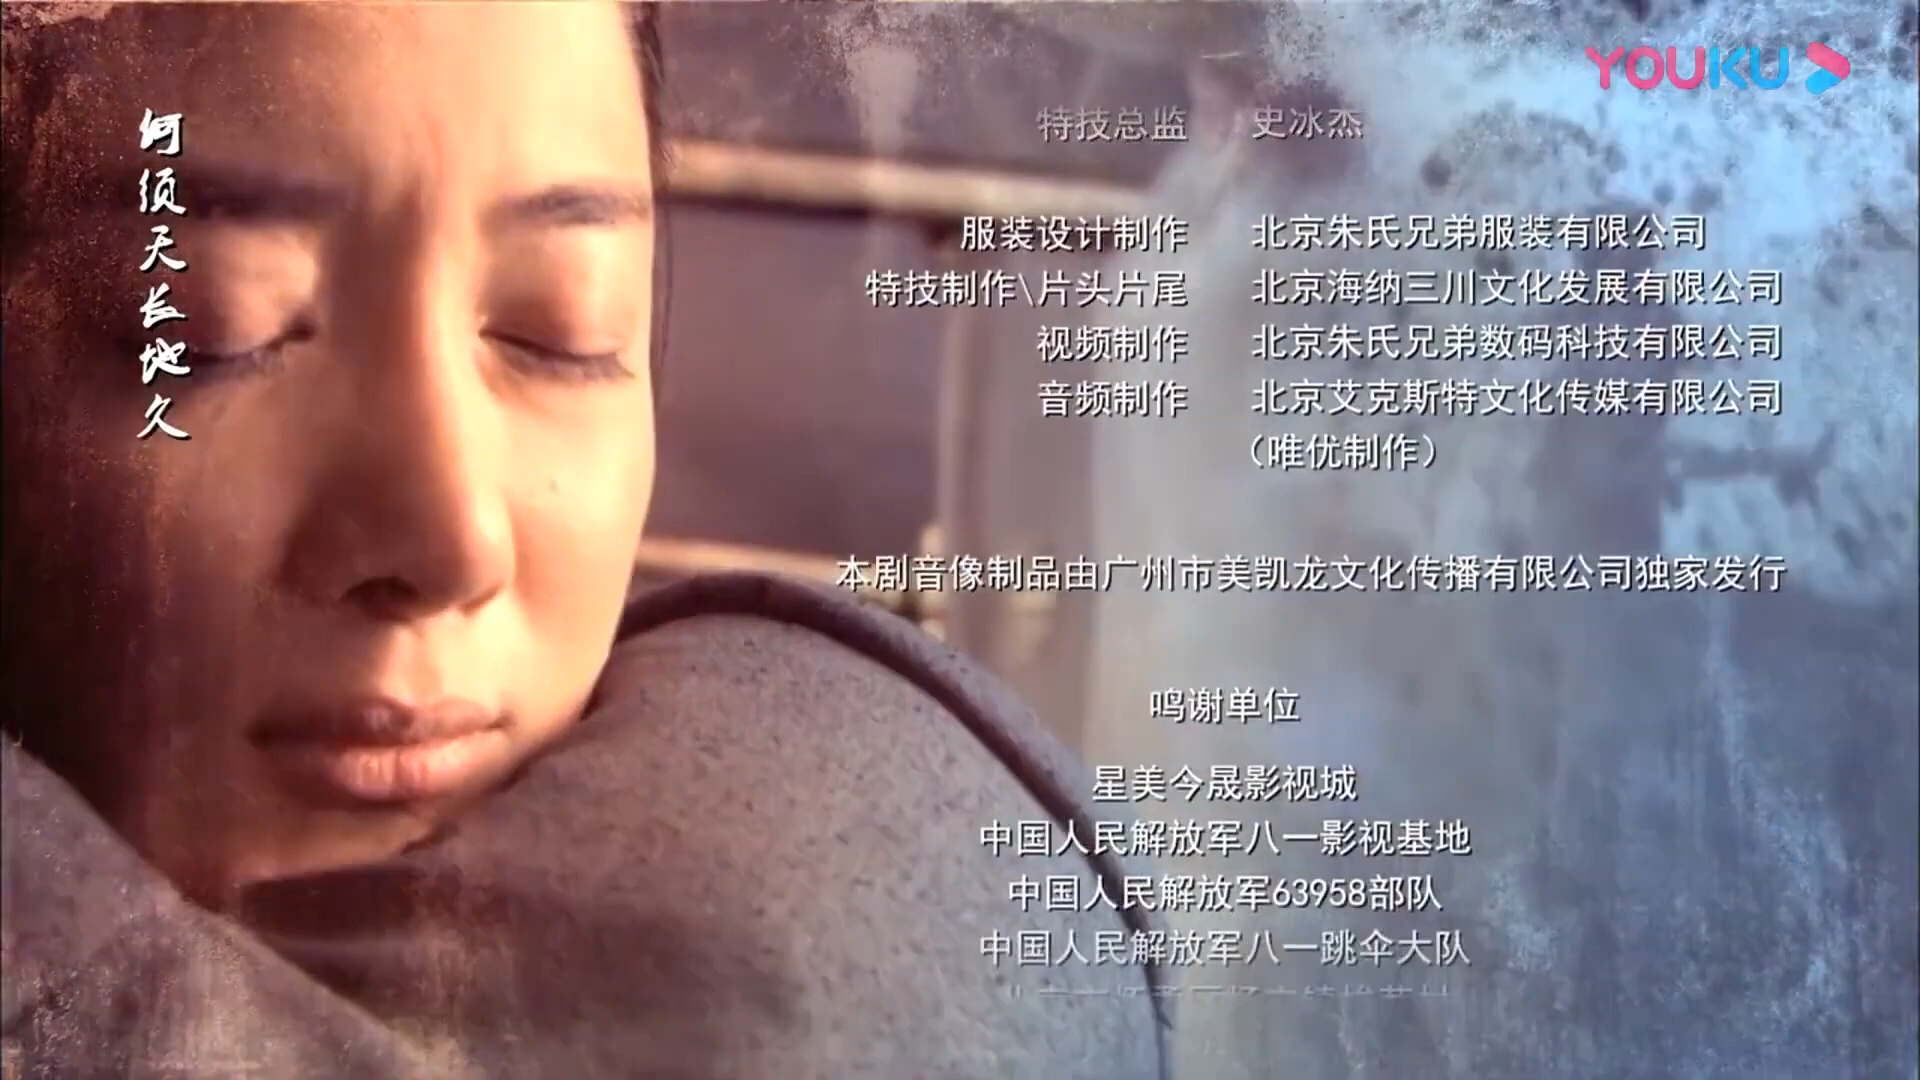 YOUKU
何须天长地久
特技总监 史冰杰
服装设计制作 北京朱氏兄弟服装有限公司
特技制作\片头片尾 北京海纳三川文化发展有限公司
视频制作 北京朱氏兄弟数码科技有限公司
音频制作 北京艾克斯特文化传媒有限公司
（唯优制作）
本剧音像制品由广州市美凯龙文化传播有限公司独家发行
鸣谢单位
星美今晟影视城
中国人民解放军八一影视基地
中国人民解放军63958部队
中国人民解放军八一跳伞大队